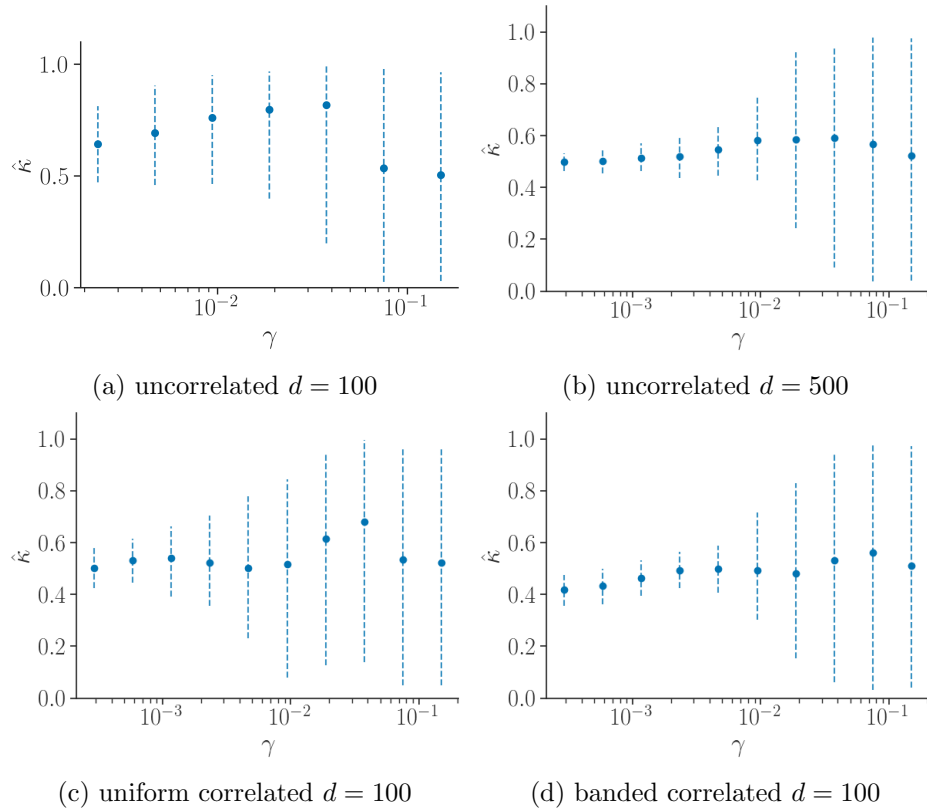 1.0
0.5
0.0
κ̂
10⁻²
10⁻¹
γ
(a) uncorrelated d = 100
1.0
0.8
0.6
0.4
0.2
0.0
κ̂
10⁻³
10⁻²
10⁻¹
γ
(b) uncorrelated d = 500
1.0
0.8
0.6
0.4
0.2
0.0
κ̂
10⁻³
10⁻²
10⁻¹
γ
(c) uniform correlated d = 100
1.0
0.8
0.6
0.4
0.2
0.0
κ̂
10⁻³
10⁻²
10⁻¹
γ
(d) banded correlated d = 100